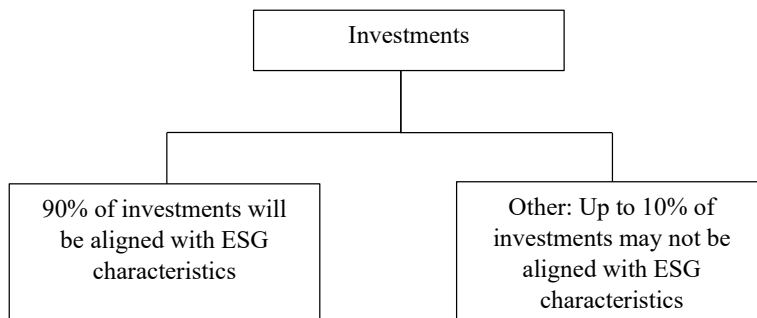 Investments
90% of investments will
be aligned with ESG
characteristics
Other: Up to 10% of
investments may not be
aligned with ESG
characteristics